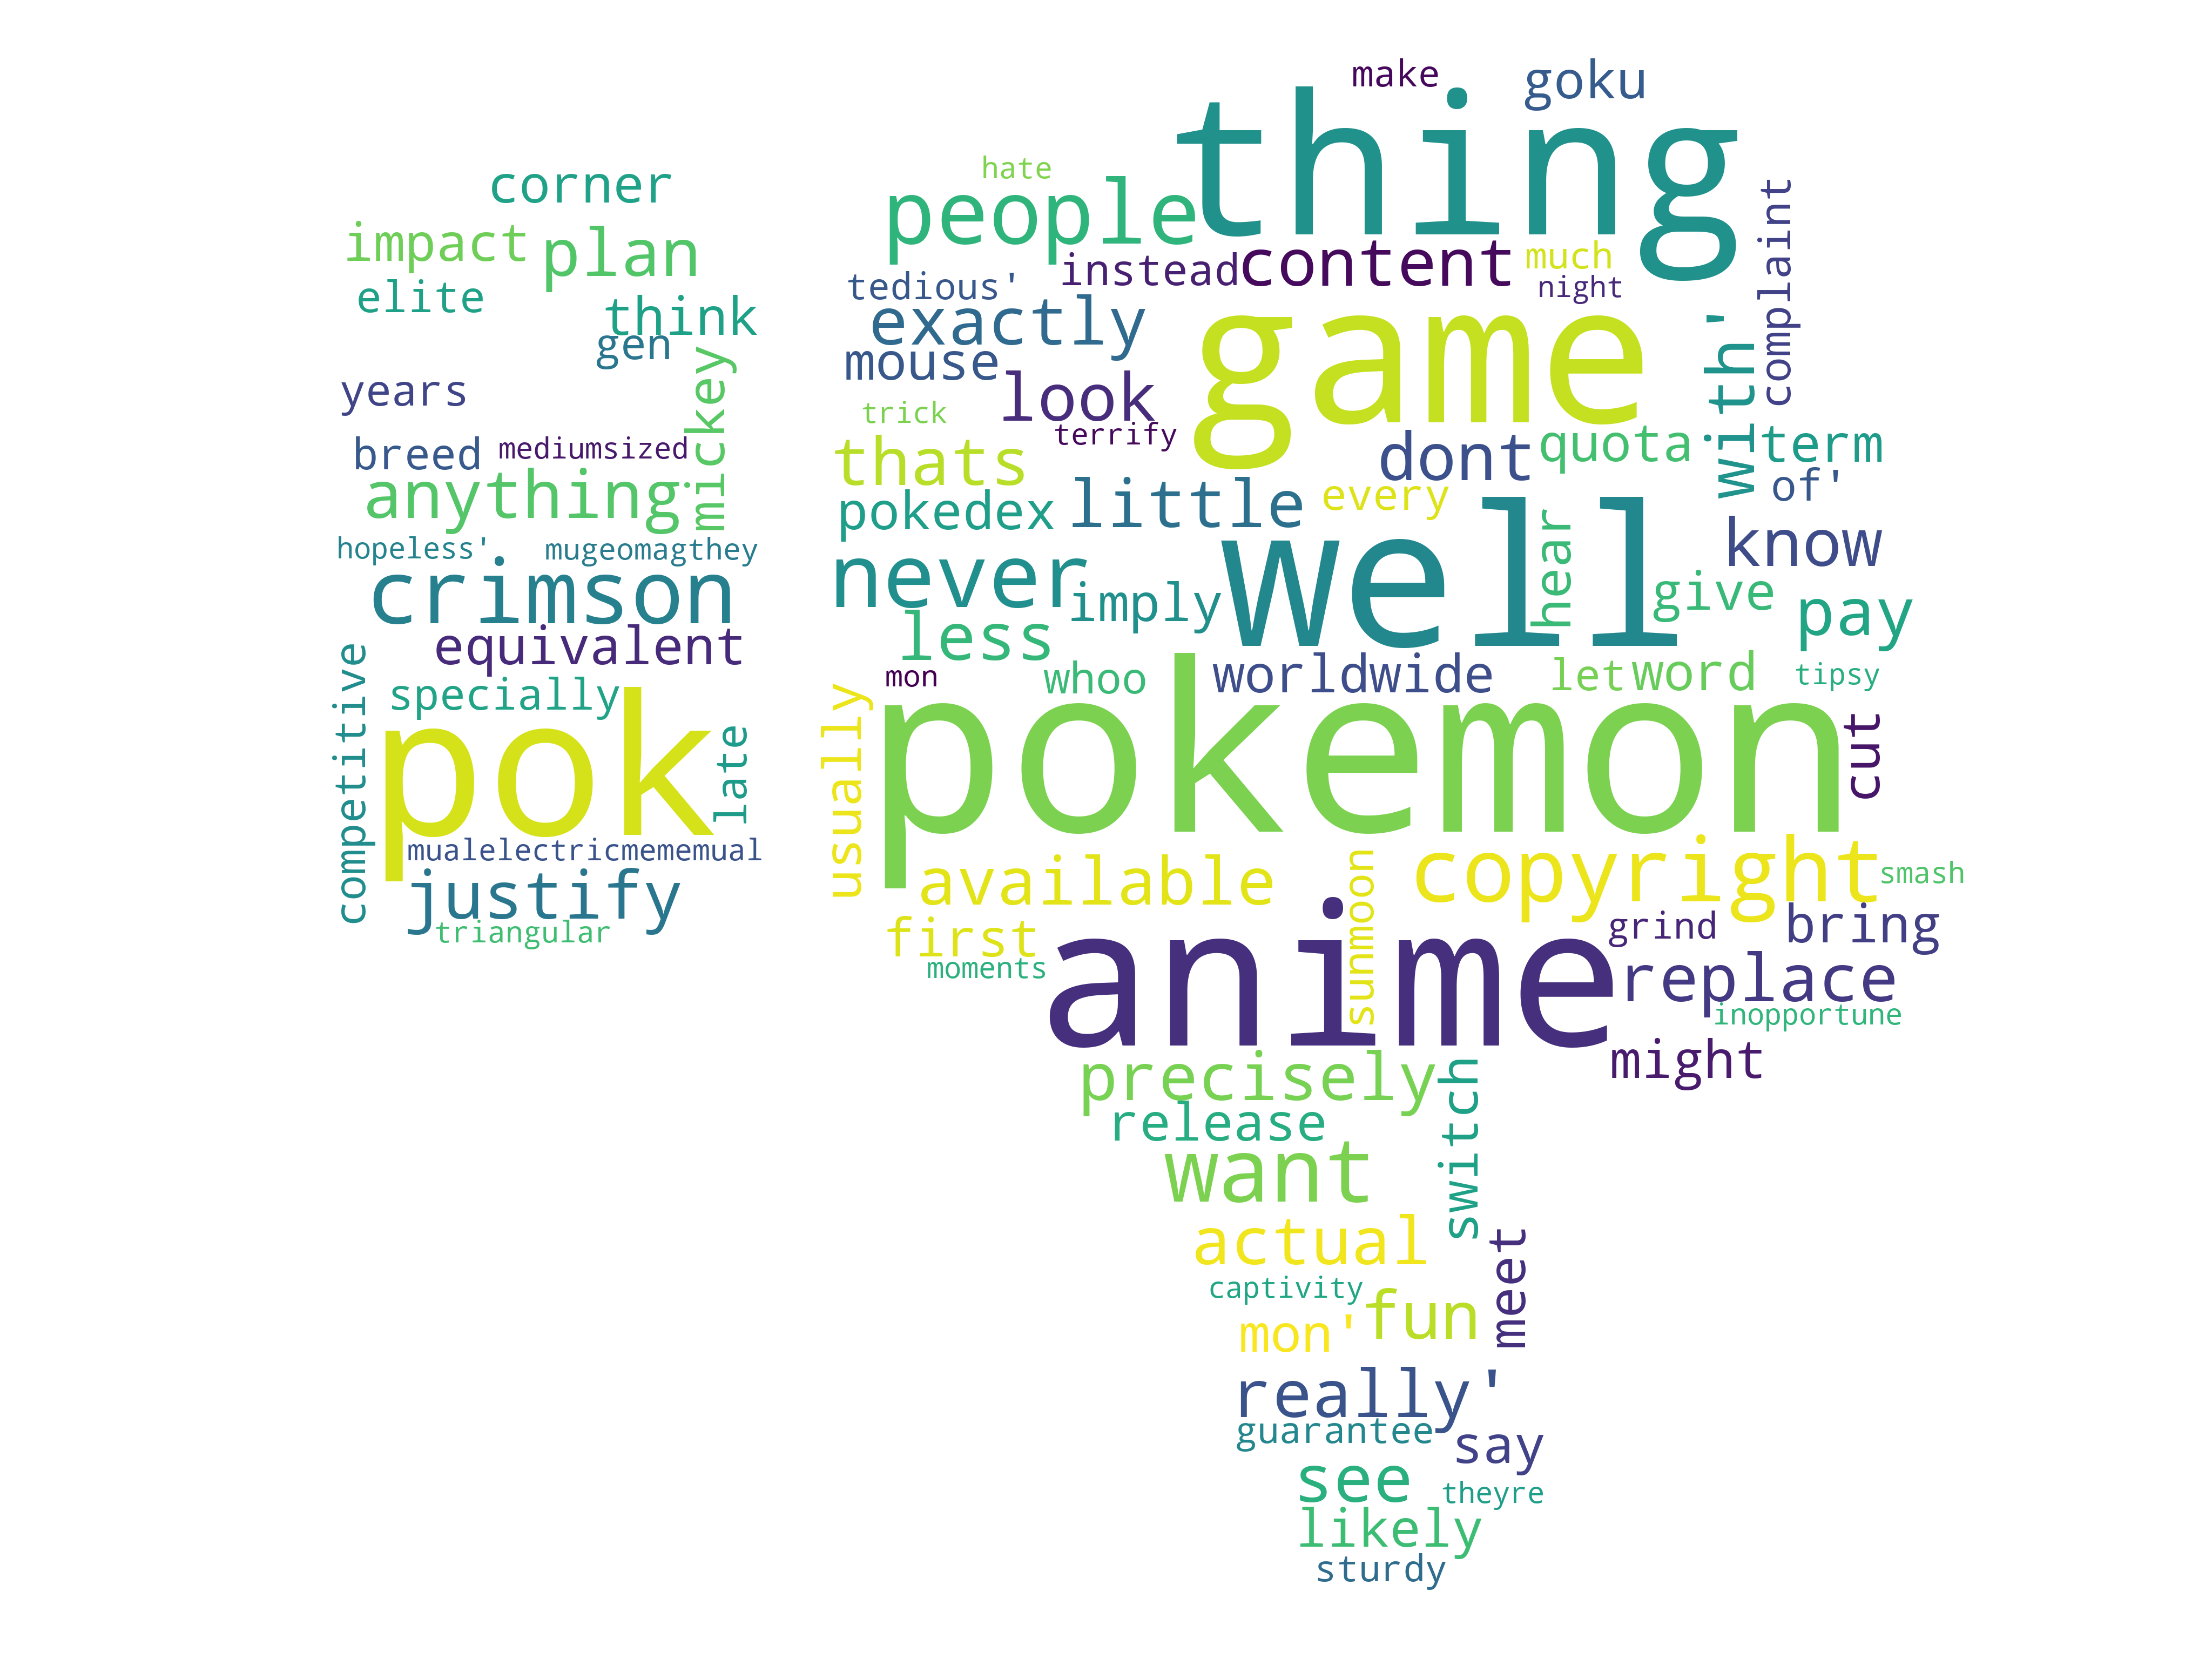 make
goku
thing
hate
people
corner
complaint
impact
plan
content
much
instead
night
tedious'
elite
think
exactly
game
with'
gen
mouse
years
look
mickey
trick
terrify
thats
dont
quota
term
breed
mediumsized
anything
pokedex
little
every
of'
hopeless'
mugeomagthey
never
imply
well
hear
know
give
pay
crimson
less
equivalent
mon
whoo
worldwide
let
word
tipsy
specially
competitive
pok
late
usually
pokemon
cut
mualelectricmememual
justify
triangular
available
copyright
smash
first
moments
anime
sunmoon
grind
bring
replace
inopportune
might
precisely
switch
release
want
actual
meet
captivity
fun
mon'
really'
guarantee
say
see
theyre
likely
sturdy